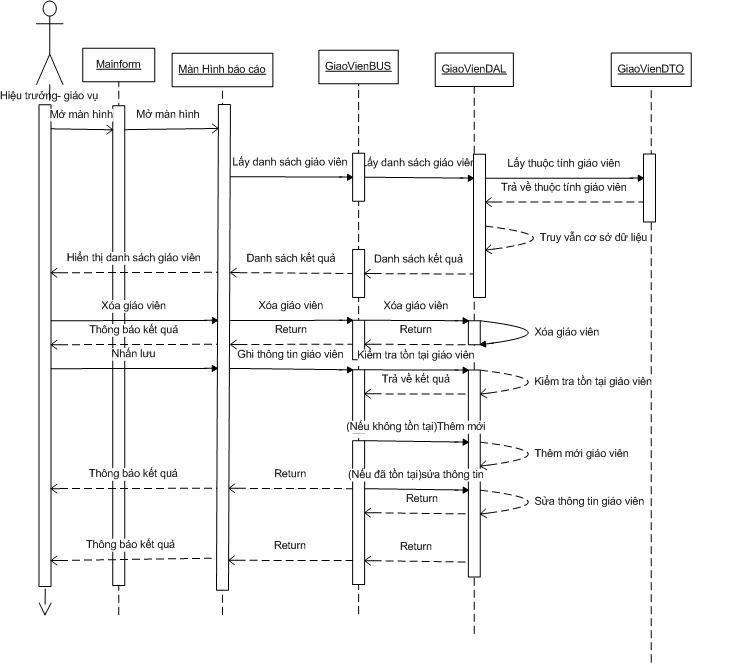 Mainform
Màn Hình báo cáo
GiaoVienBUS
GiaoVienDAL
GiaoVienDTO
Hiệu trưởng- giáo vụ
Mở màn hình
Mở màn hình
Lấy danh sách giáo viên
Lấy danh sách giáo viên
Lấy thuộc tính giáo viên
Trả về thuộc tính giáo viên
Truy vấn cơ sở dữ liệu
Hiển thị danh sách giáo viên
Danh sách kết quả
Danh sách kết quả
Xóa giáo viên
Xóa giáo viên
Xóa giáo viên
Thông báo kết quả
Return
Return
Xóa giáo viên
Nhấn lưu
Ghi thông tin giáo viên
Kiểm tra tồn tại giáo viên
Trả về kết quả
Kiểm tra tồn tại giáo viên
(Nếu không tồn tại)Thêm mới
Thêm mới giáo viên
Thông báo kết quả
Return
(Nếu đã tồn tại)sửa thông tin
Return
Sửa thông tin giáo viên
Thông báo kết quả
Return
Return